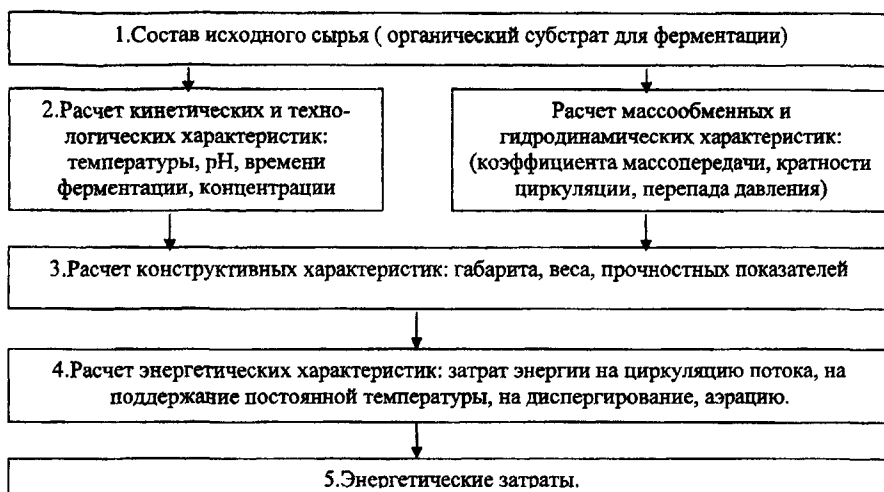 1.Состав исходного сырья ( органический субстрат для ферментации)
2.Расчет кинетических и техно-
логических характеристик:
температуры, pH, времени
ферментации, концентрации
Расчет массообменных и
гидродинамических характеристик:
(коэффициента массопередачи, кратности
циркуляции, перепада давления)
3.Расчет конструктивных характеристик: габарита, веса, прочностных показателей
4.Расчет энергетических характеристик: затрат энергии на циркуляцию потока, на
поддержание постоянной температуры, на диспергирование, аэрацию.
5.Энергетические затраты.